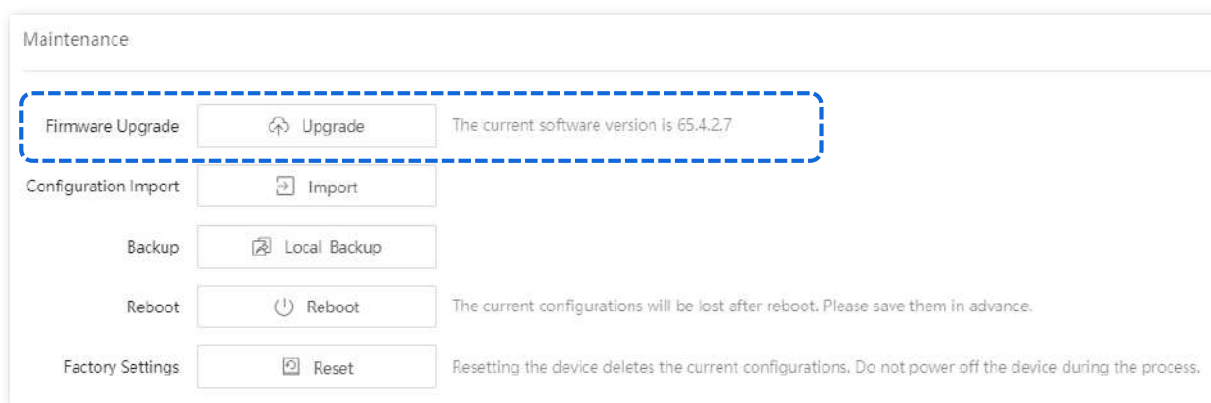 Maintenance
Firmware Upgrade Upgrade The current software version is 65.4.2.7
Configuration Import Import
Backup Local Backup
Reboot Reboot The current configurations will be lost after reboot. Please save them in advance.
Factory Settings Reset Resetting the device deletes the current configurations. Do not power off the device during the process.